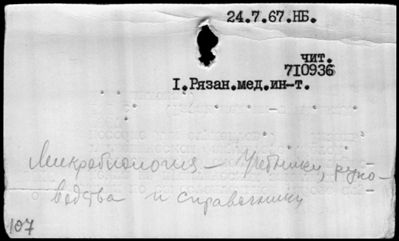 24.7.67.НБ.
чит.
710936
I.Рязан.мед.ин-т.
Микробиология – Учебники, руко-
водства и справочники
107